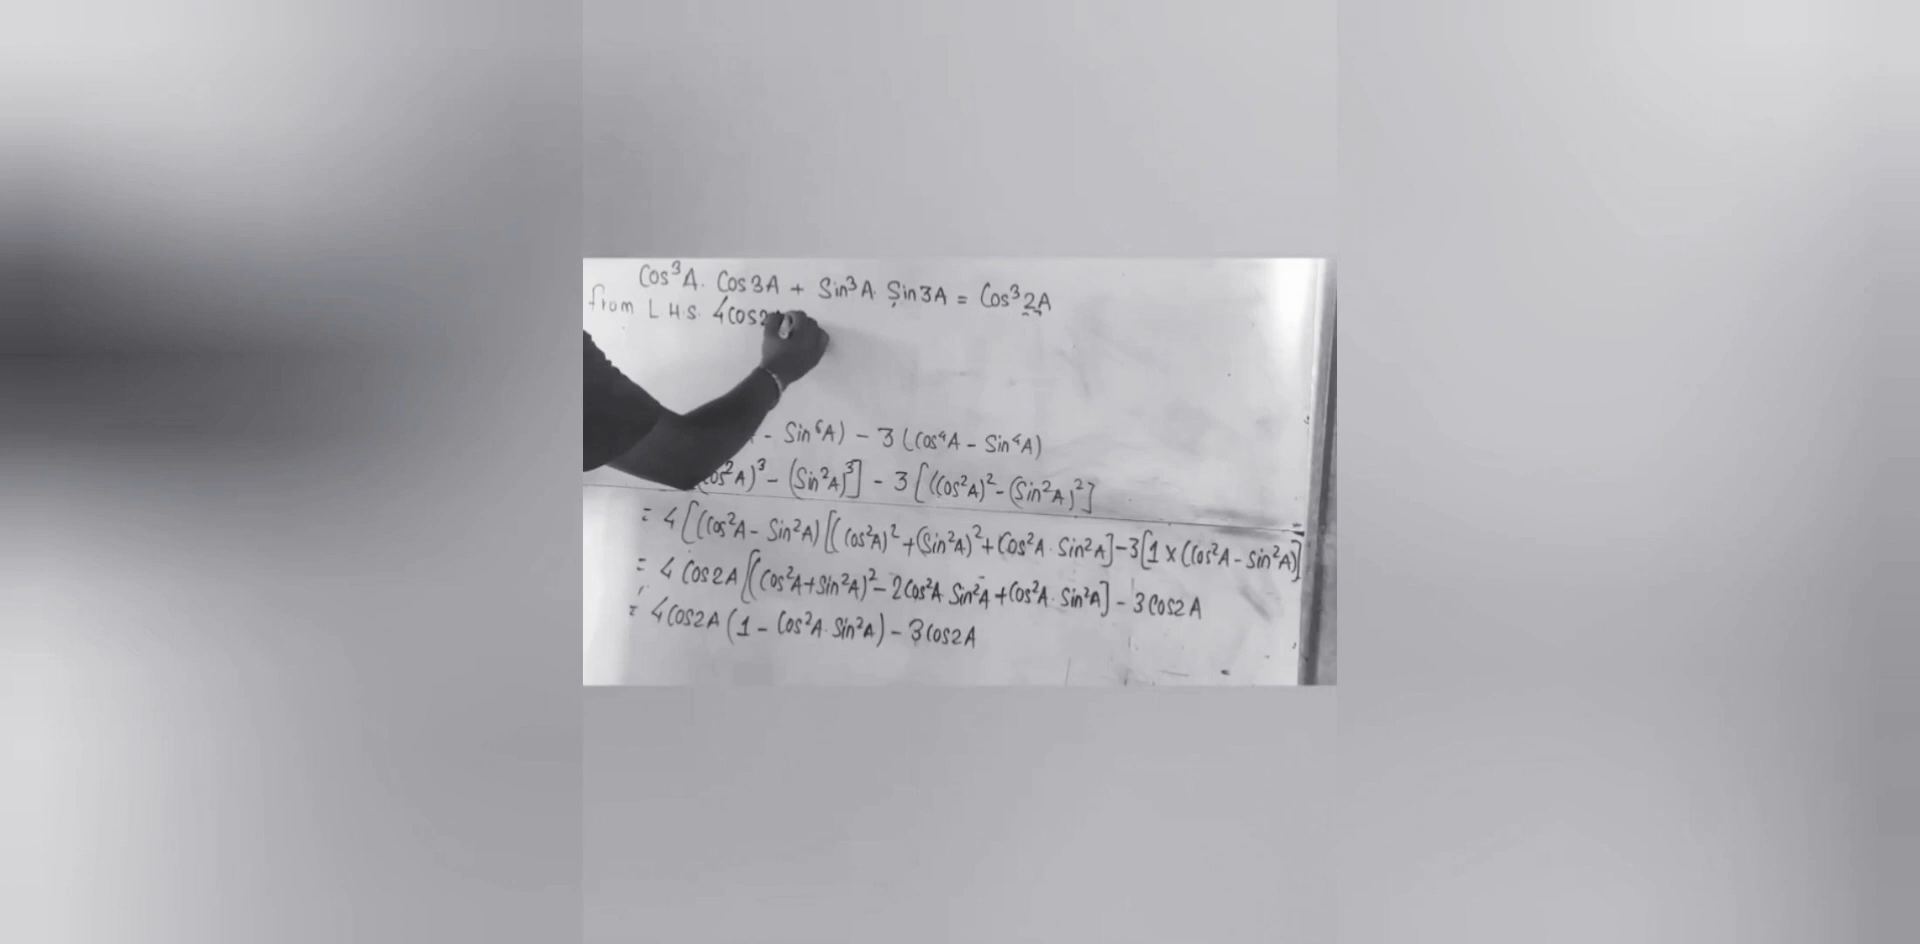 Cos³A. Cos3A + Sin³A. Sin3A = Cos³2A
from L.H.S. 4Cos2
- Sin⁶A) - 3 (Cos⁴A - Sin⁴A)
cos²A)³ - (Sin²A)³] - 3 [(Cos²A)² - (Sin²A)²]
= 4 [(Cos²A - Sin²A) [(Cos²A)² + (Sin²A)² + Cos²A. Sin²A] - 3 [1 × (Cos²A - Sin²A)]
= 4 Cos2A [(Cos²A + Sin²A)² - 2Cos²A Sin²A + Cos²A. Sin²A] - 3 Cos2A
= 4Cos2A (1 - Cos²A. Sin²A) - 3Cos2A